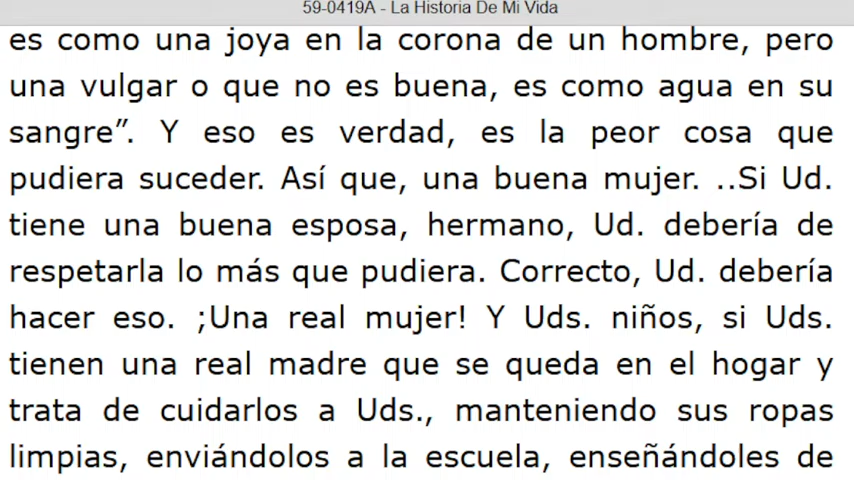 59-0419A - La Historia De Mi Vida
es como una joya en la corona de un hombre, pero
una vulgar o que no es buena, es como agua en su
sangre”. Y eso es verdad, es la peor cosa que
pudiera suceder. Así que, una buena mujer. ..Si Ud.
tiene una buena esposa, hermano, Ud. debería de
respetarla lo más que pudiera. Correcto, Ud. debería
hacer eso. ;Una real mujer! Y Uds. niños, si Uds.
tienen una real madre que se queda en el hogar y
trata de cuidarlos a Uds., manteniendo sus ropas
limpias, enviándolos a la escuela, enseñándoles de